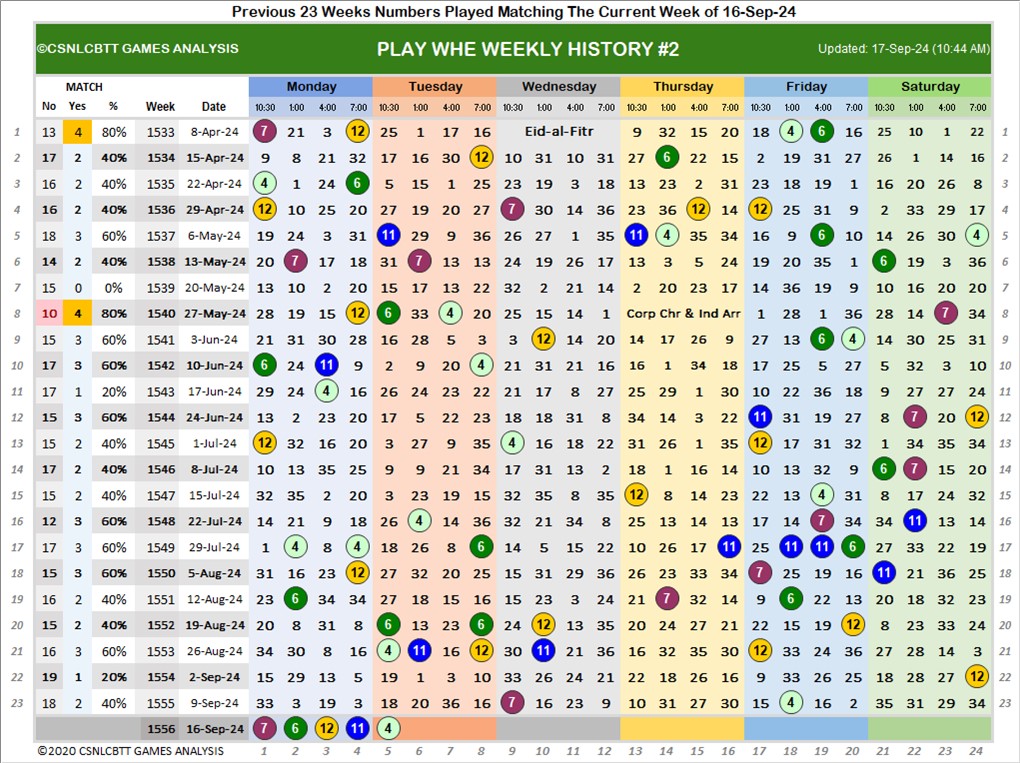 Previous 23 Weeks Numbers Played Matching The Current Week of 16-Sep-24
©CSNLCBTT GAMES ANALYSIS PLAY WHE WEEKLY HISTORY #2 Updated: 17-Sep-24 (10:44 AM)
MATCH Monday Tuesday Wednesday Thursday Friday Saturday
No Yes % Week Date 10:30 1:00 4:00 7:00 10:30 1:00 4:00 7:00 10:30 1:00 4:00 7:00 10:30 1:00 4:00 7:00 10:30 1:00 4:00 7:00 10:30 1:00 4:00 7:00
1 13 4 80% 1533 8-Apr-24 7 21 3 12 25 1 17 16 Eid-al-Fitr 9 32 15 20 18 4 6 16 25 10 1 22 1
2 17 2 40% 1534 15-Apr-24 9 8 21 32 17 16 30 12 10 31 10 31 27 6 22 15 2 19 31 27 26 1 14 16 2
3 16 2 40% 1535 22-Apr-24 4 1 24 6 5 15 1 25 23 19 3 18 13 23 2 31 23 18 19 1 16 20 26 8 3
4 16 2 40% 1536 29-Apr-24 12 10 25 20 27 19 20 27 7 30 14 36 23 36 12 14 12 25 31 9 2 33 29 17 4
5 18 3 60% 1537 6-May-24 19 24 3 31 11 29 9 36 26 27 1 35 11 4 35 34 16 9 6 10 14 26 30 4 5
6 14 2 40% 1538 13-May-24 20 7 17 18 31 7 13 13 24 19 26 17 13 3 5 24 19 20 35 1 6 19 3 36 6
7 15 0 0% 1539 20-May-24 13 10 2 20 15 17 13 22 32 2 21 14 2 20 23 17 14 36 19 9 10 16 20 20 7
8 10 4 80% 1540 27-May-24 28 19 15 12 6 33 4 20 25 15 14 1 Corp Chr & Ind Arr 1 28 1 36 28 14 7 34 8
9 15 3 60% 1541 3-Jun-24 21 31 30 28 16 28 5 3 3 12 14 20 14 17 26 9 27 13 6 4 14 30 25 31 9
10 17 3 60% 1542 10-Jun-24 6 24 11 9 2 9 20 4 21 31 21 16 16 1 34 18 17 25 5 27 5 32 3 10 10
11 17 1 20% 1543 17-Jun-24 29 24 4 16 26 24 23 22 21 17 8 27 25 29 1 30 10 22 36 18 9 27 27 24 11
12 15 3 60% 1544 24-Jun-24 13 2 23 20 17 5 22 23 18 18 31 8 34 14 3 22 11 31 19 27 8 7 20 12 12
13 15 2 40% 1545 1-Jul-24 12 32 16 20 3 27 9 35 4 16 18 22 31 26 1 35 12 17 31 32 1 34 35 34 13
14 17 2 40% 1546 8-Jul-24 10 13 35 25 9 9 21 34 17 31 13 2 18 1 16 14 10 13 32 9 6 7 15 20 14
15 15 2 40% 1547 15-Jul-24 32 35 2 20 3 23 19 15 32 35 8 35 12 8 14 23 22 13 4 31 8 17 24 32 15
16 12 3 60% 1548 22-Jul-24 14 21 9 18 26 4 14 36 32 21 34 8 25 13 14 13 17 14 7 34 34 11 13 14 16
17 17 3 60% 1549 29-Jul-24 1 4 8 4 18 26 8 6 14 5 15 22 10 26 17 11 25 11 11 6 27 33 22 19 17
18 15 3 60% 1550 5-Aug-24 31 16 23 12 27 32 20 25 15 31 29 36 26 23 33 34 7 25 19 16 11 21 36 25 18
19 16 2 40% 1551 12-Aug-24 23 6 34 34 27 18 15 16 15 23 3 24 21 7 32 14 9 6 22 13 20 18 32 23 19
20 15 2 40% 1552 19-Aug-24 20 8 31 8 6 13 23 6 24 12 13 35 20 24 27 21 22 15 19 12 8 23 33 24 20
21 16 3 60% 1553 26-Aug-24 34 30 8 16 4 11 16 12 30 11 21 36 16 32 35 30 12 33 24 36 27 28 14 3 21
22 19 1 20% 1554 2-Sep-24 15 29 13 5 19 1 3 10 33 26 24 21 22 18 26 16 9 33 26 25 18 28 27 12 22
23 18 2 40% 1555 9-Sep-24 33 3 19 3 18 20 36 16 7 16 23 9 10 31 27 30 15 4 16 2 35 31 29 34 23
1556 16-Sep-24 7 6 12 11 4
©2020 CSNLCBTT GAMES ANALYSIS 1 2 3 4 5 6 7 8 9 10 11 12 13 14 15 16 17 18 19 20 21 22 23 24